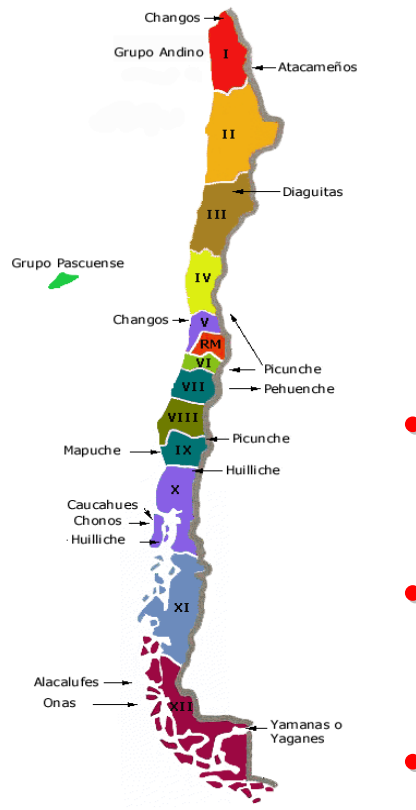 Changos
Grupo Andino
I
Atacameños
II
Diaguitas
III
Grupo Pascuense
IV
Changos
V
RM
VI
Picunche
VII
Pehuenche
VIII
Picunche
Mapuche
IX
Huilliche
X
Caucahues
Chonos
Huilliche
XI
Alacalufes
Onas
XII
Yamanas o
Yaganes